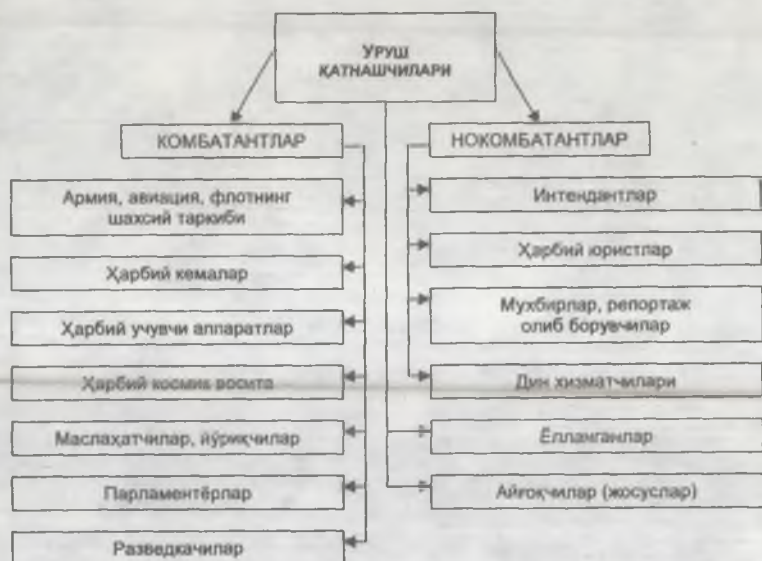 УРУШ
ҚАТНАШЧИЛАРИ
КОМБАТАНТЛАР
Армия, авиация, флотнинг
шахсий таркиби
Ҳарбий кемалар
Ҳарбий учувчи аппаратлар
Ҳарбий космик восита
Маслаҳатчилар, йўриқчилар
Парламентёрлар
Разведкачилар
НОКОМБАТАНТЛАР
Интендантлар
Ҳарбий юристлар
Мухбирлар, репортаж
олиб борувчилар
Дин хизматчилари
Ёлланганлар
Айғоқчилар (жосуслар)